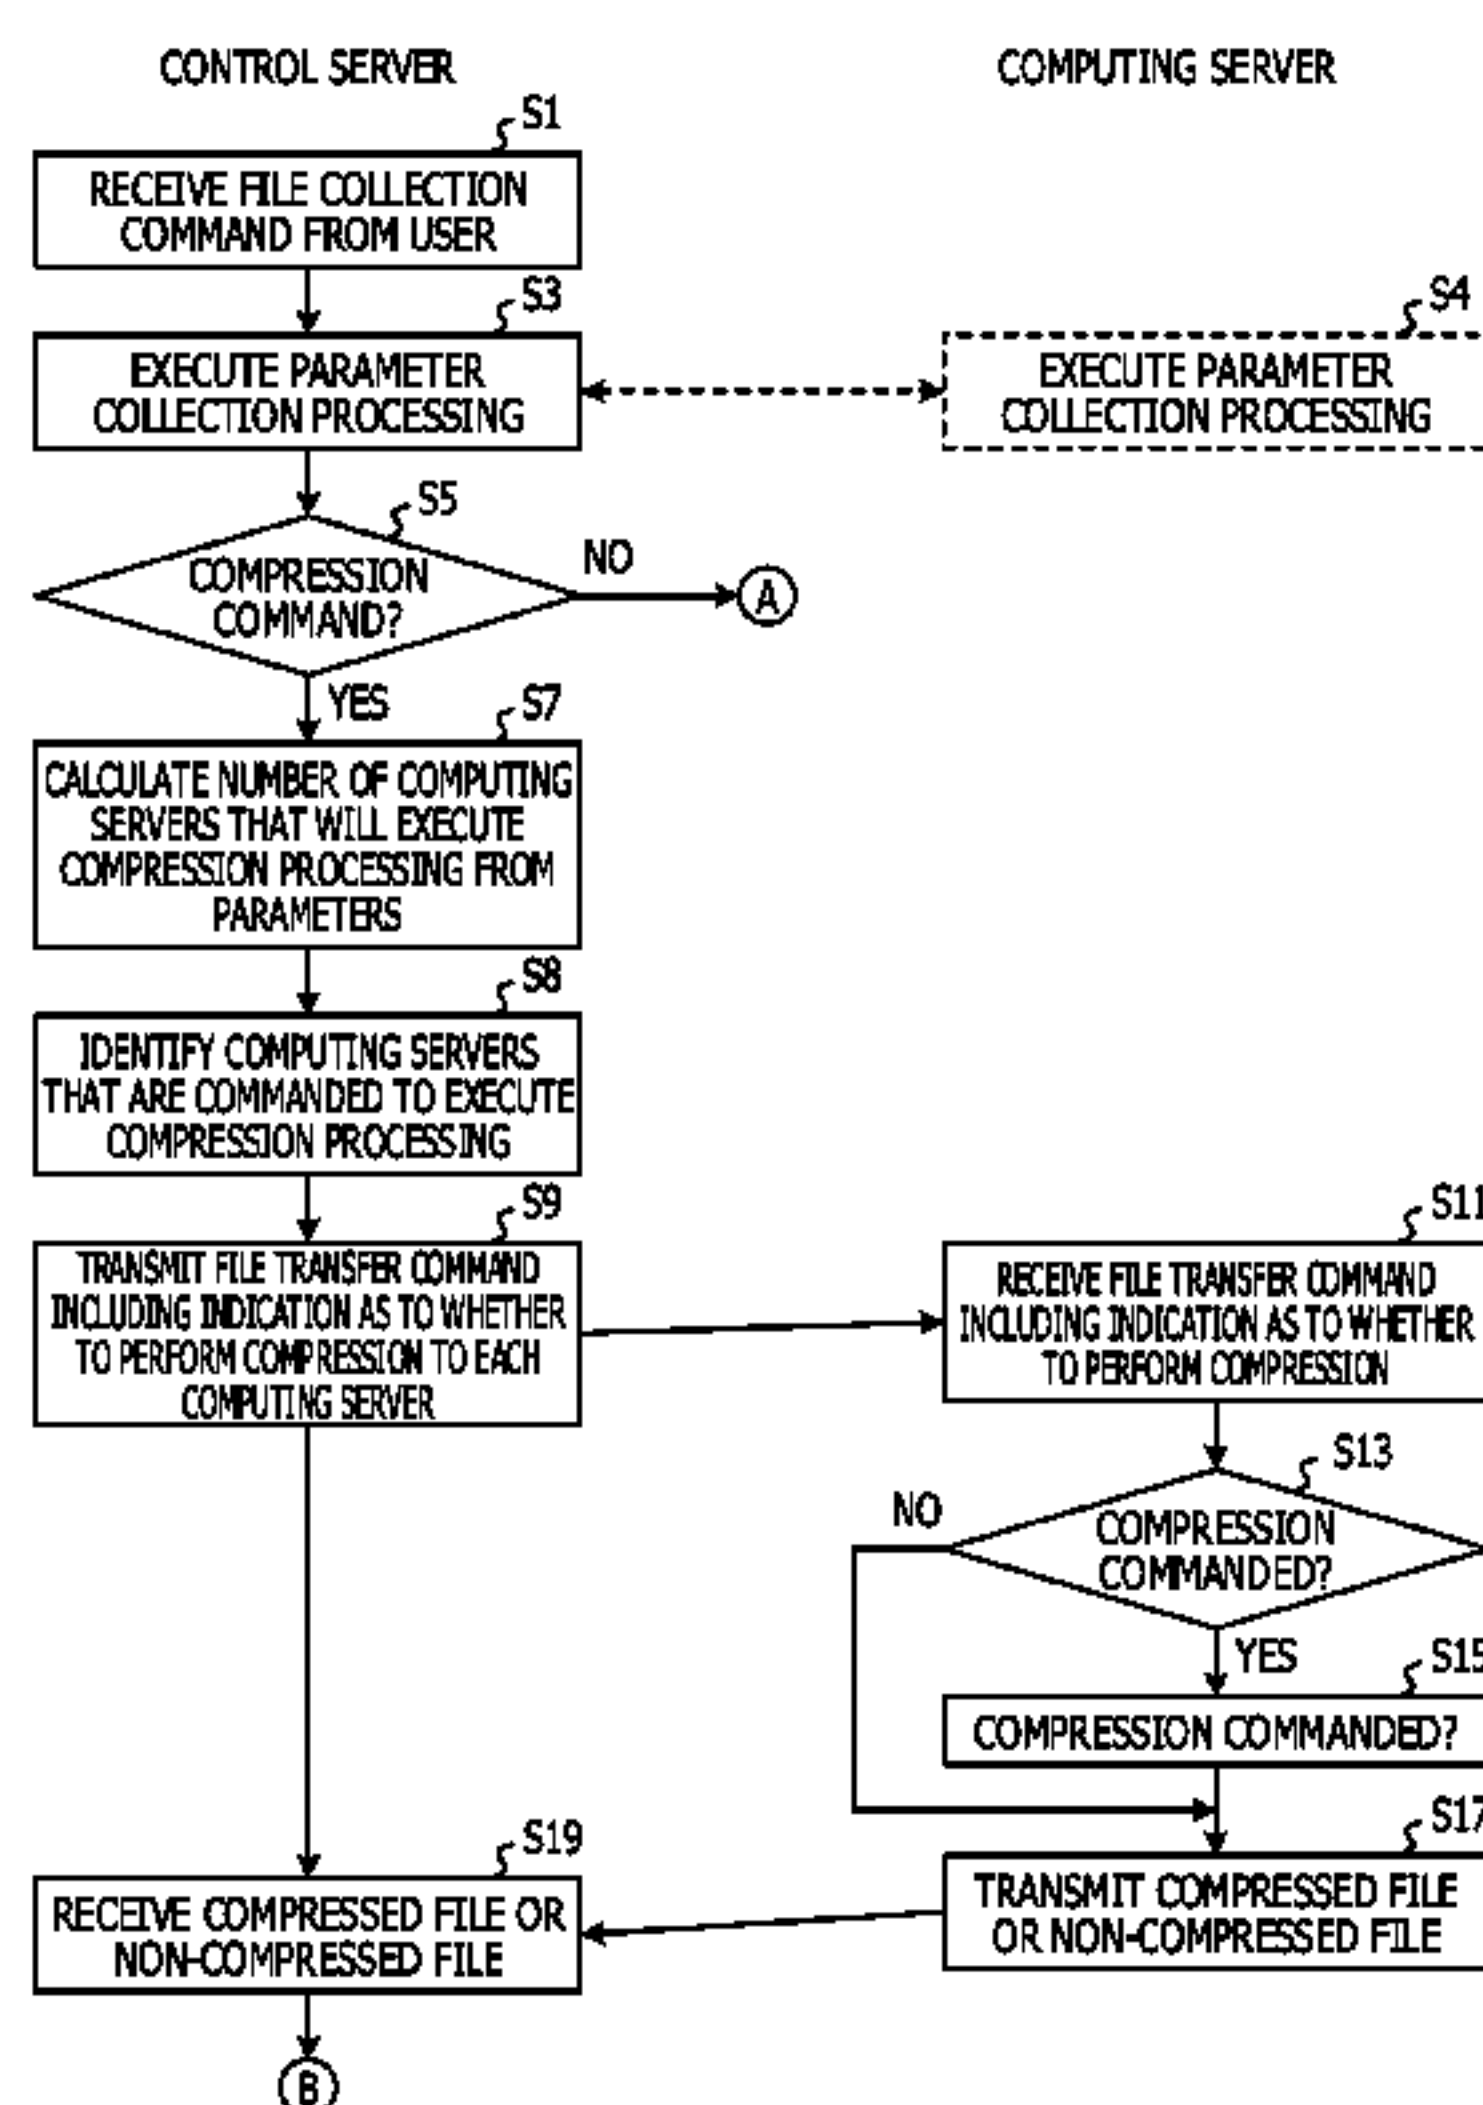 CONTROL SERVER
COMPUTING SERVER
S1
RECEIVE FILE COLLECTION
COMMAND FROM USER
S3
EXECUTE PARAMETER
COLLECTION PROCESSING
S4
EXECUTE PARAMETER
COLLECTION PROCESSING
S5
COMPRESSION
COMMAND?
NO
A
YES
S7
CALCULATE NUMBER OF COMPUTING
SERVERS THAT WILL EXECUTE
COMPRESSION PROCESSING FROM
PARAMETERS
S8
IDENTIFY COMPUTING SERVERS
THAT ARE COMMANDED TO EXECUTE
COMPRESSION PROCESSING
S9
TRANSMIT FILE TRANSFER COMMAND
INCLUDING INDICATION AS TO WHETHER
TO PERFORM COMPRESSION TO EACH
COMPUTING SERVER
S11
RECEIVE FILE TRANSFER COMMAND
INCLUDING INDICATION AS TO WHETHER
TO PERFORM COMPRESSION
S13
COMPRESSION
COMMANDED?
NO
YES
S15
COMPRESSION COMMANDED?
S17
TRANSMIT COMPRESSED FILE
OR NON-COMPRESSED FILE
S19
RECEIVE COMPRESSED FILE OR
NON-COMPRESSED FILE
B